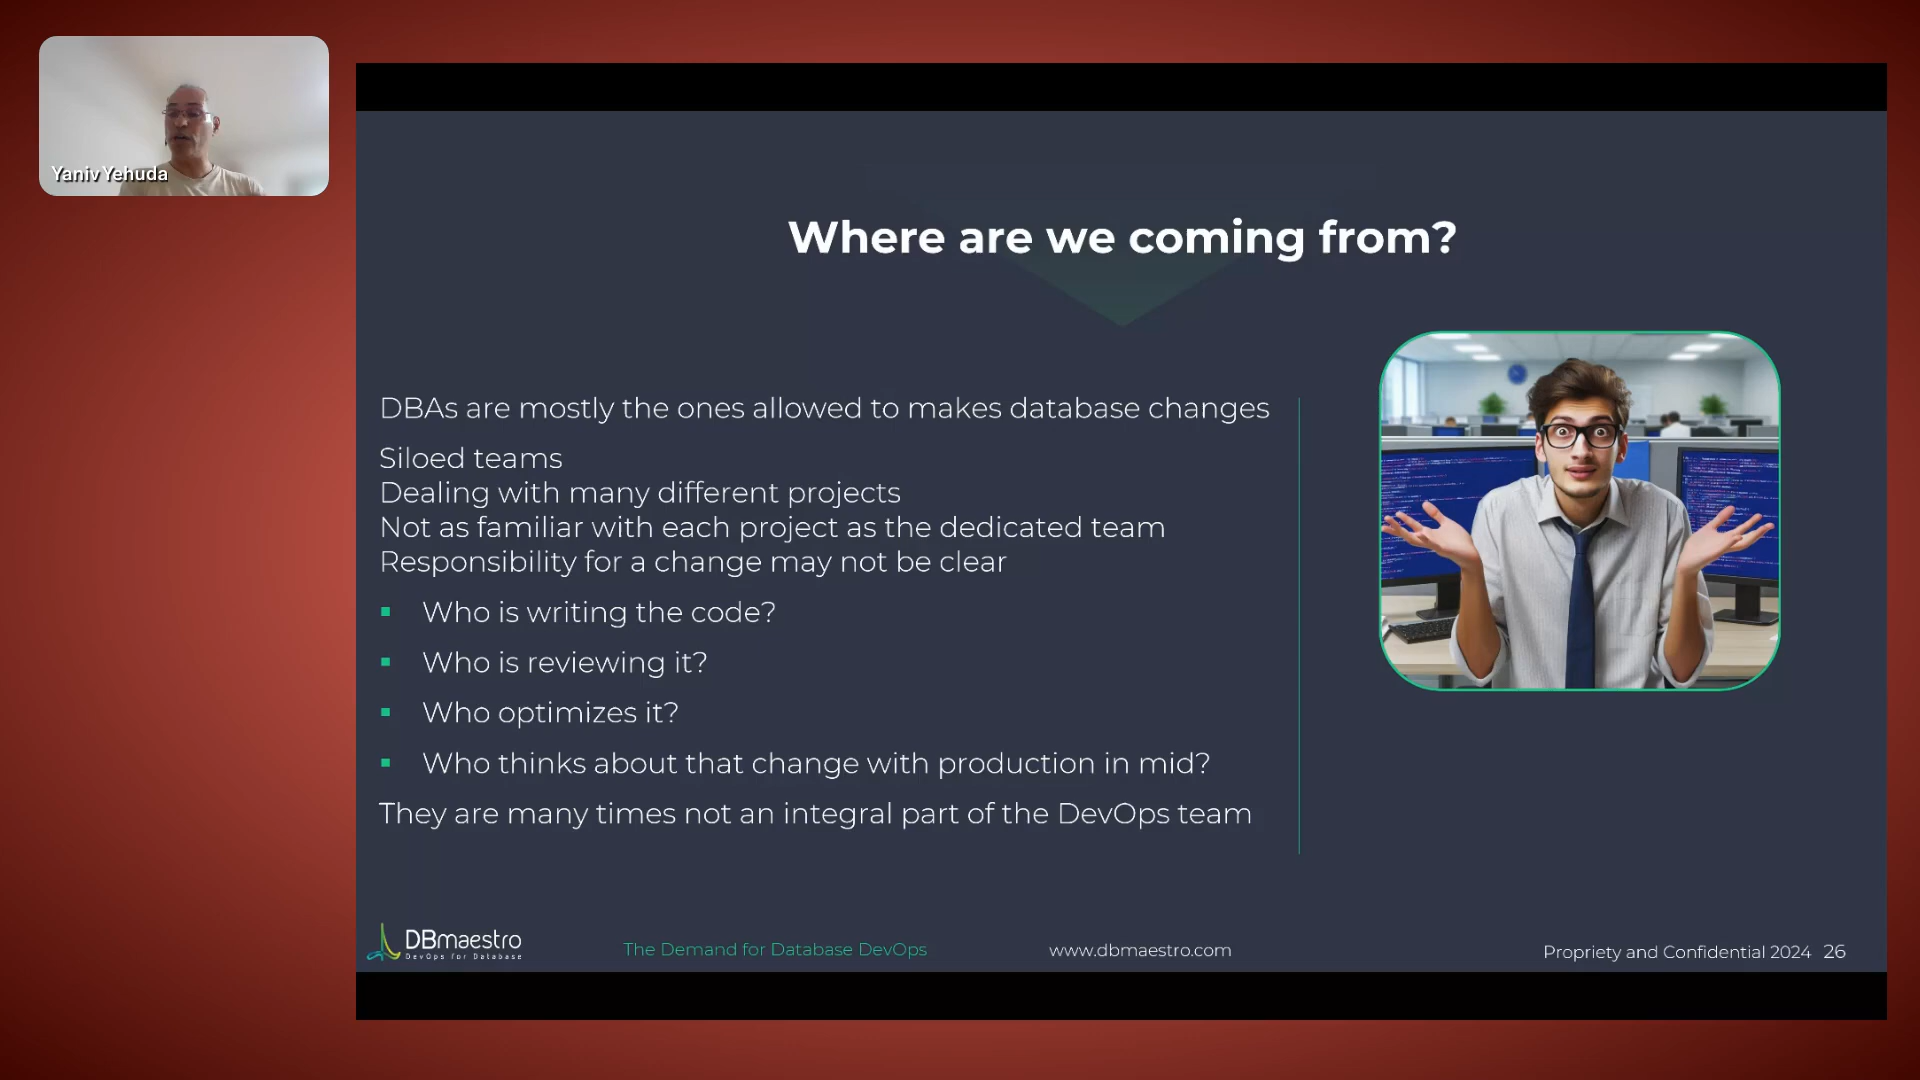 Yaniv Yehuda
Where are we coming from?
DBAs are mostly the ones allowed to makes database changes
Siloed teams
Dealing with many different projects
Not as familiar with each project as the dedicated team
Responsibility for a change may not be clear
▪ Who is writing the code?
▪ Who is reviewing it?
▪ Who optimizes it?
▪ Who thinks about that change with production in mid?
They are many times not an integral part of the DevOps team
DBmaestro
DevOps for Database
The Demand for Database DevOps
www.dbmaestro.com
Propriety and Confidential 2024 26